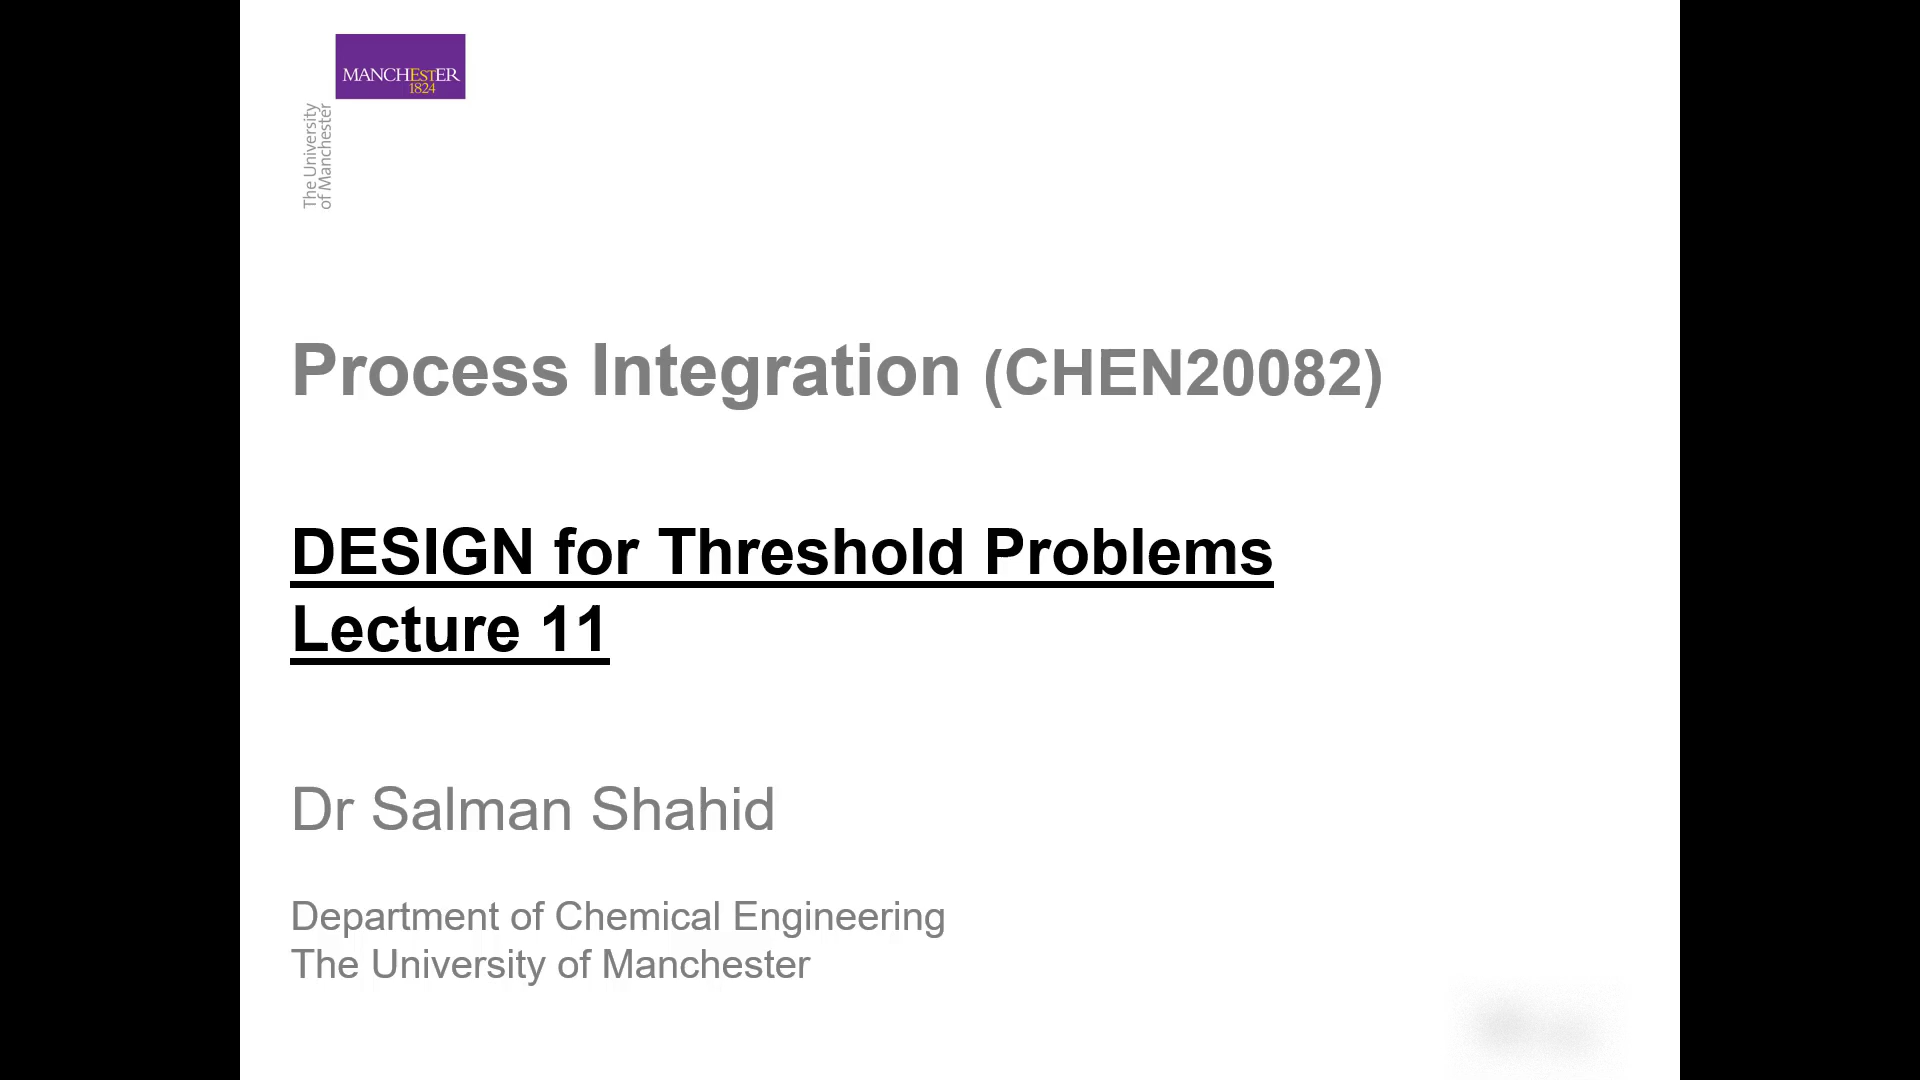 MANCHESTER
1824
The University
of Manchester
Process Integration (CHEN20082)
DESIGN for Threshold Problems
Lecture 11
Dr Salman Shahid
Department of Chemical Engineering
The University of Manchester